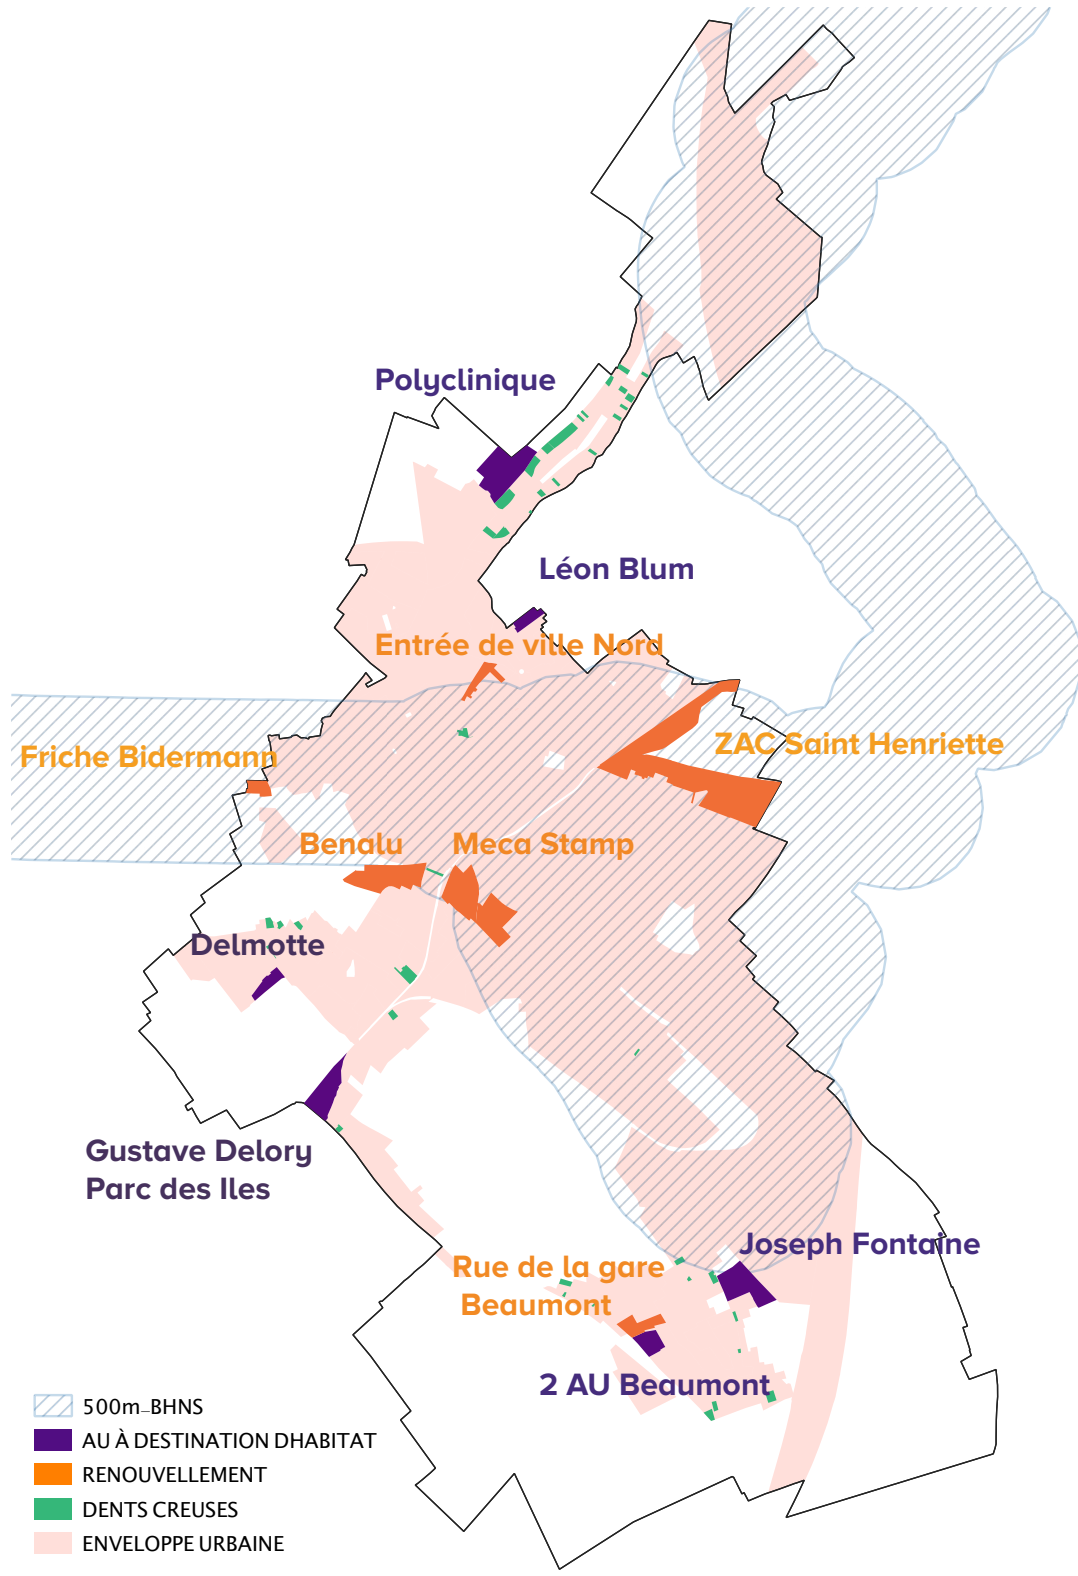 Polyclinique
Léon Blum
Entrée de ville Nord
ZAC Saint Henriette
Friche Bidermann
Benalu
Meca Stamp
Delmotte
Gustave Delory
Parc des Iles
Joseph Fontaine
Rue de la gare
Beaumont
2 AU Beaumont
500m_BHNS
AU À DESTINATION DHABITAT
RENOUVELLEMENT
DENTS CREUSES
ENVELOPPE URBAINE